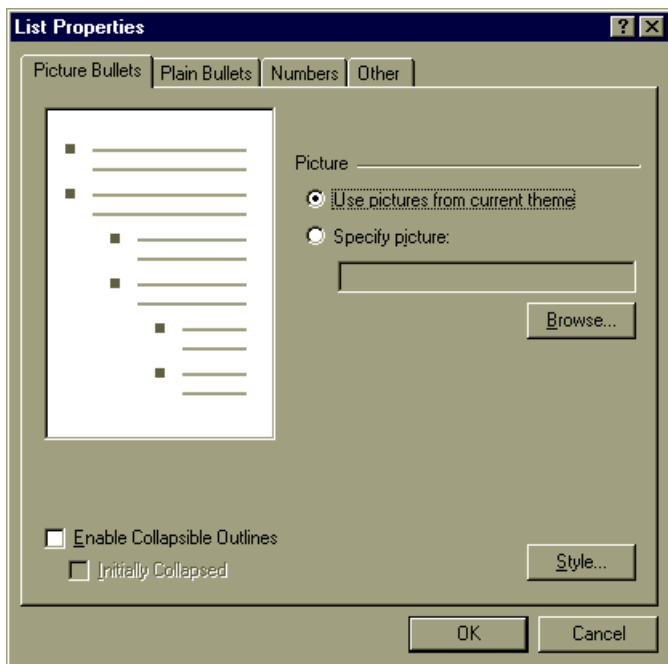 List Properties
Picture Bullets Plain Bullets Numbers Other
Picture
Use pictures from current theme
Specify picture:
Browse...
Enable Collapsible Outlines
Initially Collapsed
Style...
OK Cancel